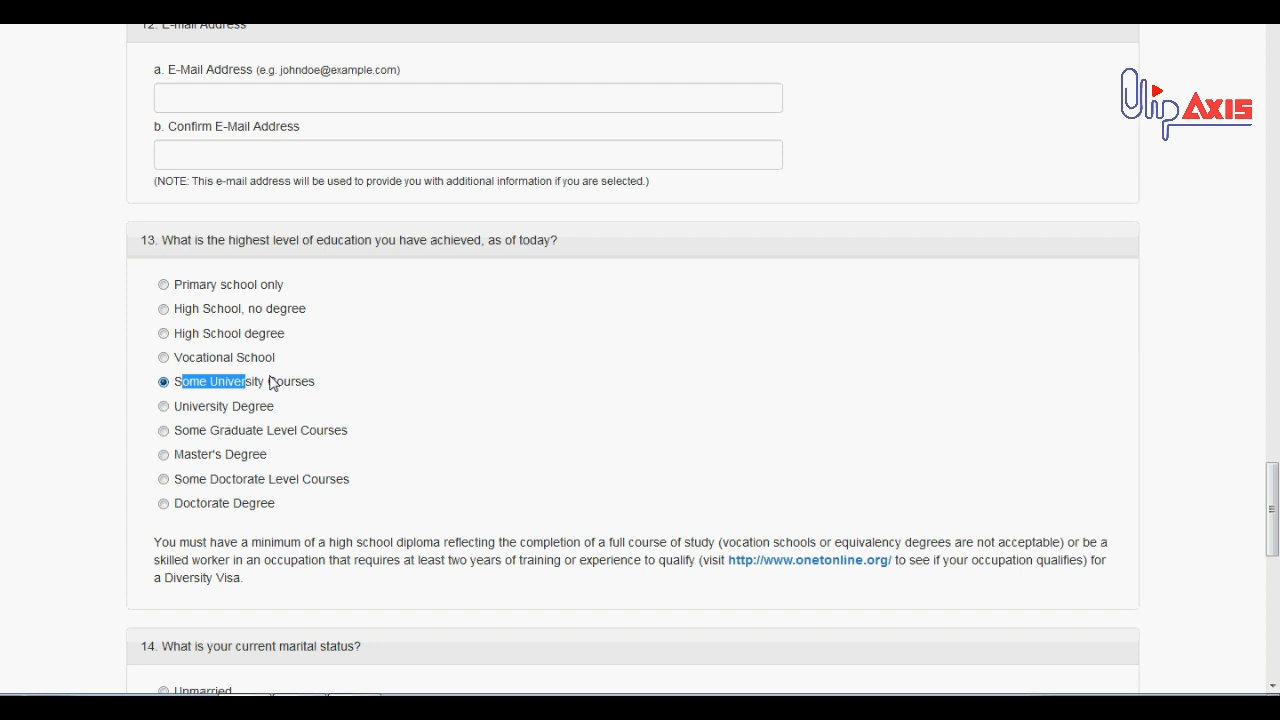 12. E-mail Address
a. E-Mail Address (e.g. johndoe@example.com)
b. Confirm E-Mail Address
(NOTE: This e-mail address will be used to provide you with additional information if you are selected.)
13. What is the highest level of education you have achieved, as of today?
Primary school only
High School, no degree
High School degree
Vocational School
Some University Courses
University Degree
Some Graduate Level Courses
Master's Degree
Some Doctorate Level Courses
Doctorate Degree
You must have a minimum of a high school diploma reflecting the completion of a full course of study (vocation schools or equivalency degrees are not acceptable) or be a
skilled worker in an occupation that requires at least two years of training or experience to qualify (visit http://www.onetonline.org/ to see if your occupation qualifies) for
a Diversity Visa.
14. What is your current marital status?
Unmarried
Clip AXIS